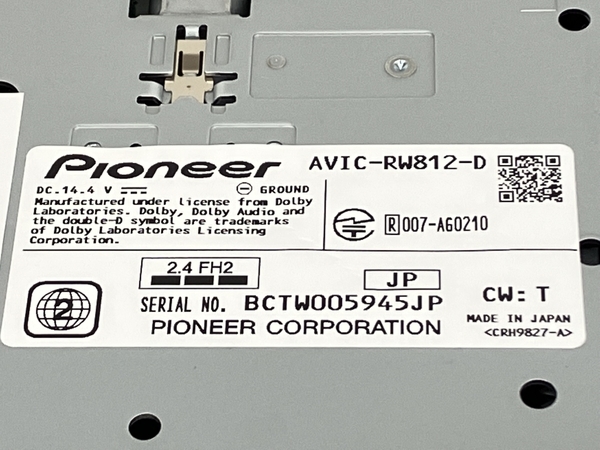 Pioneer
AVIC-RW812-D
DC.14.4 V
GROUND
Manufactured under license from Dolby
Laboratories. Dolby, Dolby Audio and
the double-D symbol are trademarks
of Dolby Laboratories Licensing
Corporation.
R 007-AG0210
2.4 FH2
JP
2
SERIAL NO. BCTW005945JP
CW: T
PIONEER CORPORATION
MADE IN JAPAN
<CRH9827-A>